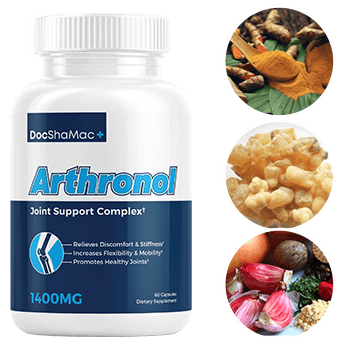 DocShaMac +
Arthronol
Joint Support Complex†
Relieves Discomfort & Stiffness†
Increases Flexibility & Mobility†
Promotes Healthy Joints†
1400MG
60 Capsules
Dietary Supplement